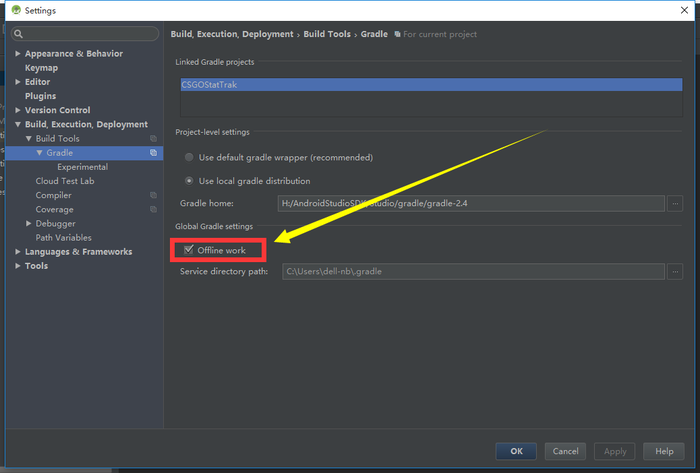 Settings
Build, Execution, Deployment › Build Tools › Gradle For current project
Appearance & Behavior
Keymap
Editor
Plugins
Version Control
Build, Execution, Deployment
Build Tools
Gradle
Experimental
Cloud Test Lab
Compiler
Coverage
Debugger
Path Variables
Languages & Frameworks
Tools
Linked Gradle projects
CSGOStatTrak
Project-level settings
Use default gradle wrapper (recommended)
Use local gradle distribution
Gradle home: H:/AndroidStudioSDK/ /gradle/gradle-2.4 ...
Global Gradle settings
Offline work
Service directory path: C:\Users\dell-nb\.gradle ...
OK Cancel Apply Help